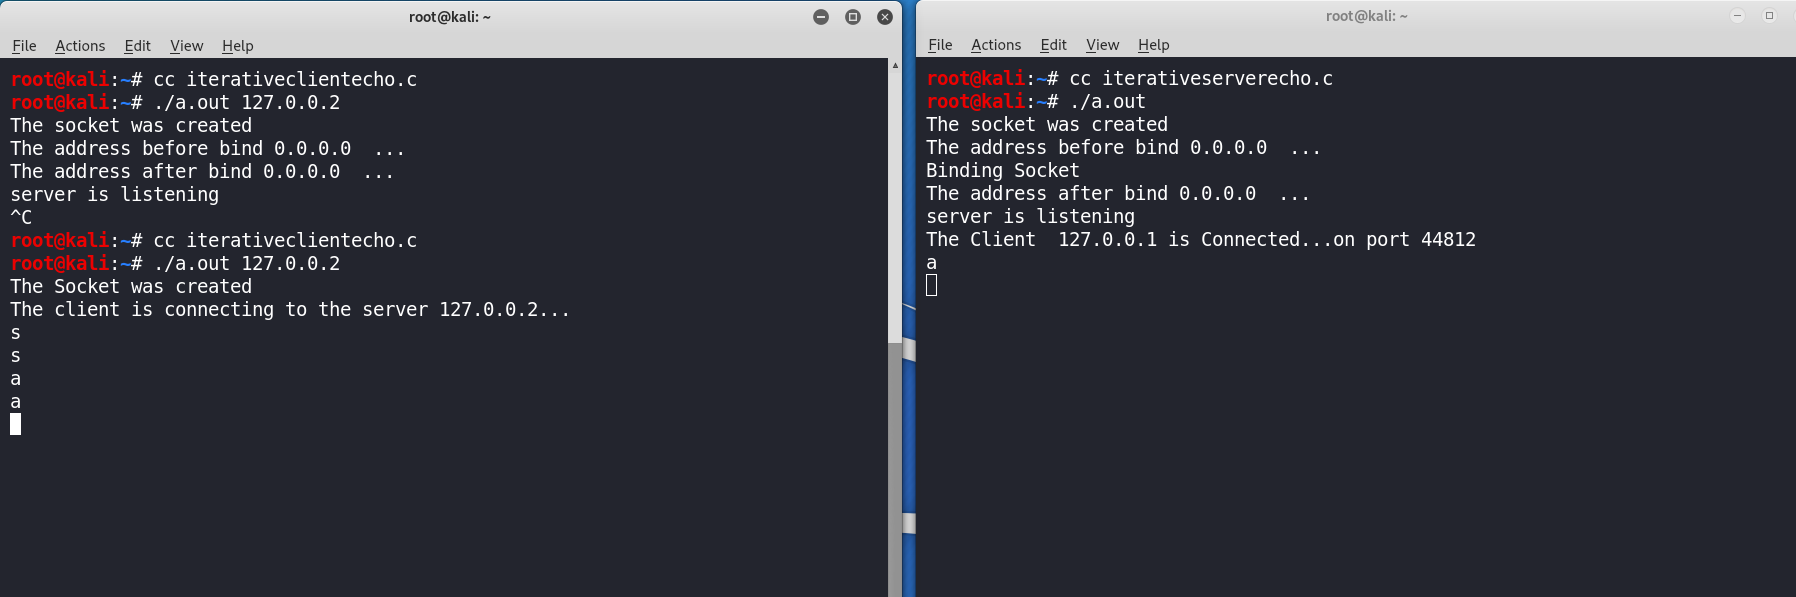 root@kali: ~
File Actions Edit View Help
root@kali:~# cc iterativeclientecho.c
root@kali:~# ./a.out 127.0.0.2
The socket was created
The address before bind 0.0.0.0  ...
The address after bind 0.0.0.0  ...
server is listening
^C
root@kali:~# cc iterativeclientecho.c
root@kali:~# ./a.out 127.0.0.2
The Socket was created
The client is connecting to the server 127.0.0.2...
s
s
a
a
root@kali: ~
File Actions Edit View Help
root@kali:~# cc iterativeserverecho.c
root@kali:~# ./a.out
The socket was created
The address before bind 0.0.0.0  ...
Binding Socket
The address after bind 0.0.0.0  ...
server is listening
The Client  127.0.0.1 is Connected...on port 44812
a